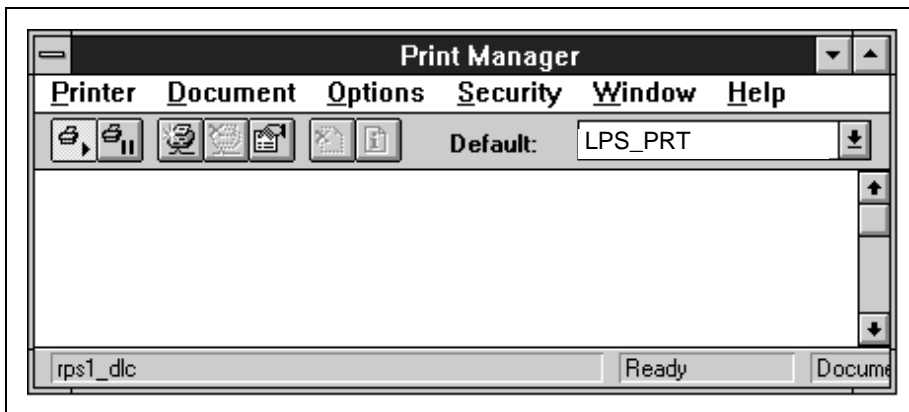 Print Manager
Printer Document Options Security Window Help
Default: LPS_PRT
rps1_dlc Ready Docume